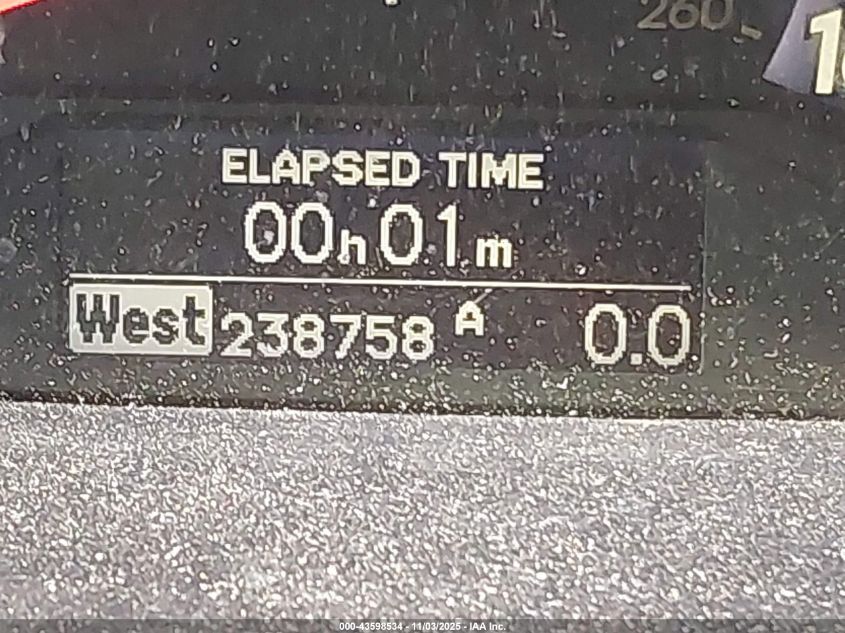 260
ELAPSED TIME
00h01m
West 238758 A 0.0
000-43598534 - 11/03/2025 - IAA Inc.